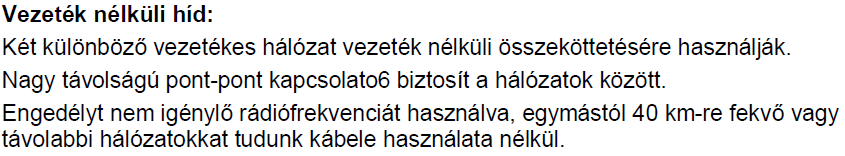 Vezeték nélküli híd:
Két különböző vezetékes hálózat vezeték nélküli összeköttetésére használják.
Nagy távolságú pont-pont kapcsolato6 biztosít a hálózatok között.
Engedélyt nem igénylő rádiófrekvenciát használva, egymástól 40 km-re fekvő vagy
távolabbi hálózatokkat tudunk kábele használata nélkül.